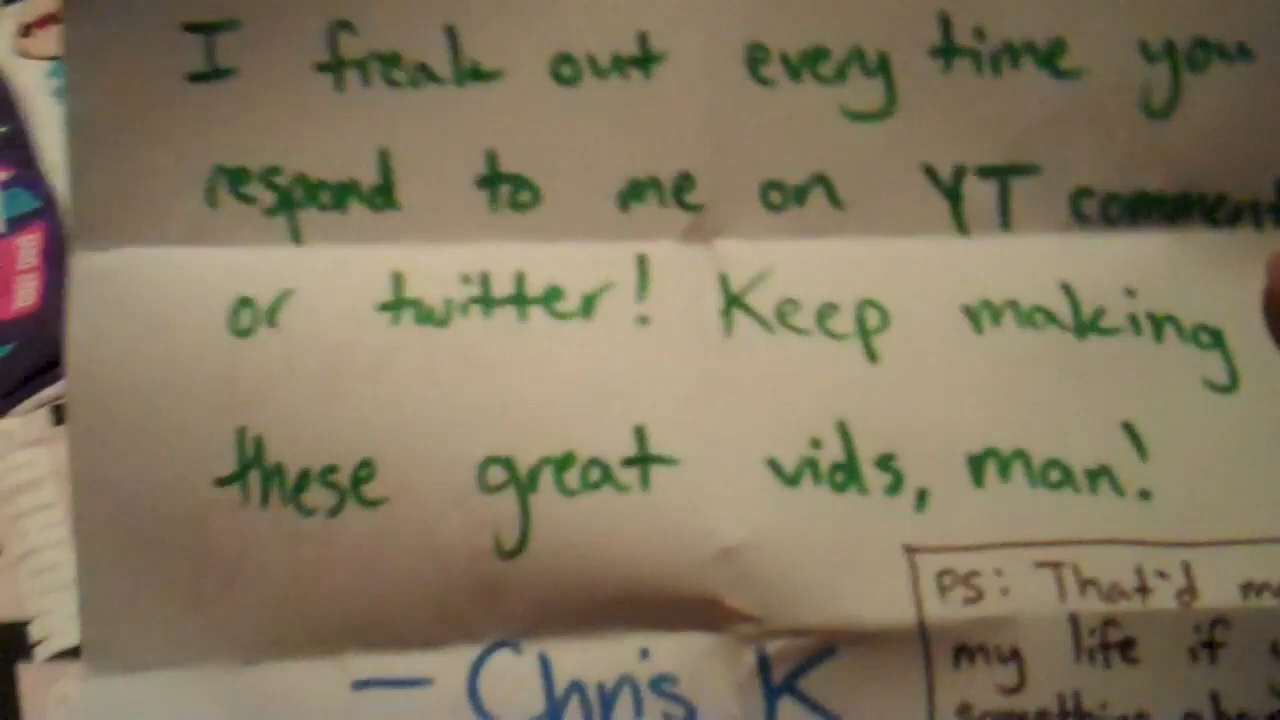 I freak out every time you
respond to me on YT comment
or twitter! Keep making
these great vids, man!
- Chris K
PS: That'd
my life if
something